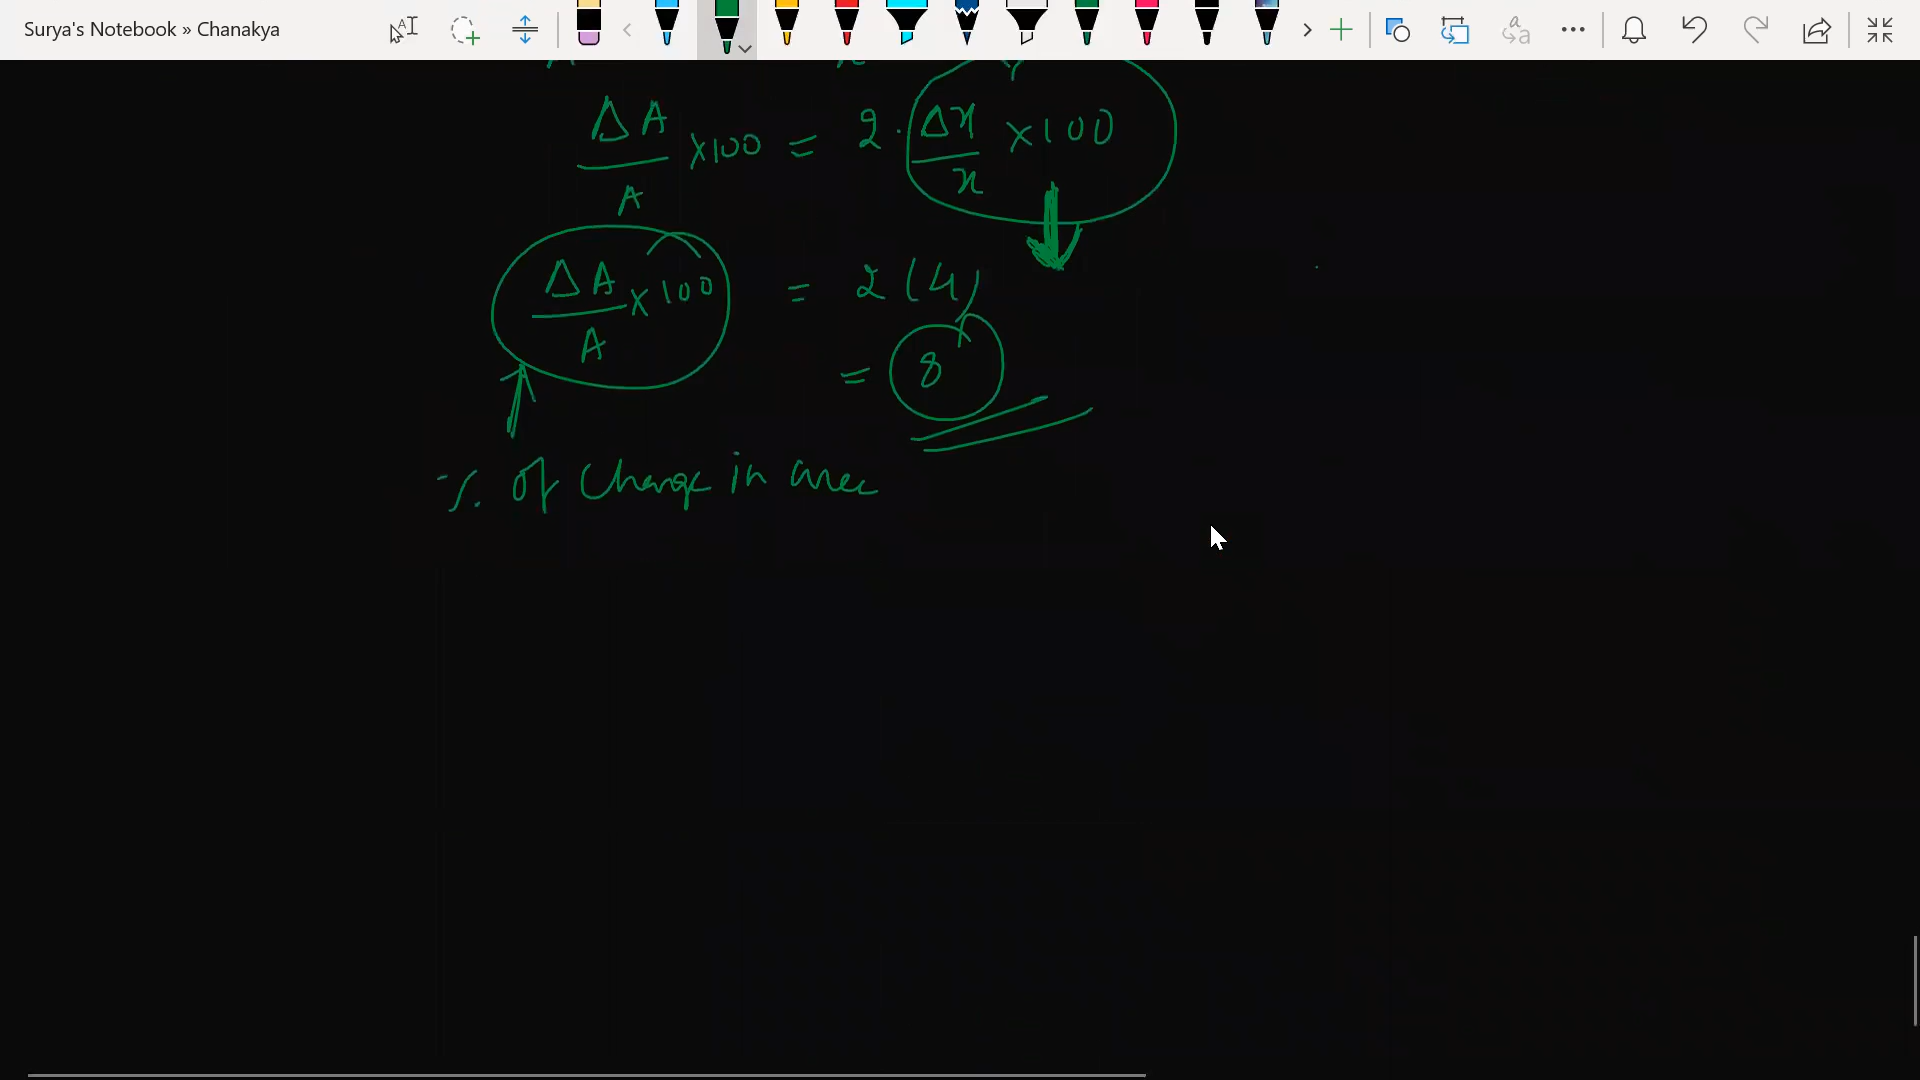 Surya's Notebook » Chanakya
ΔA/A ×100 = 2·Δx/x ×100
ΔA/A ×100 = 2(4)
= 8
% of Change in area